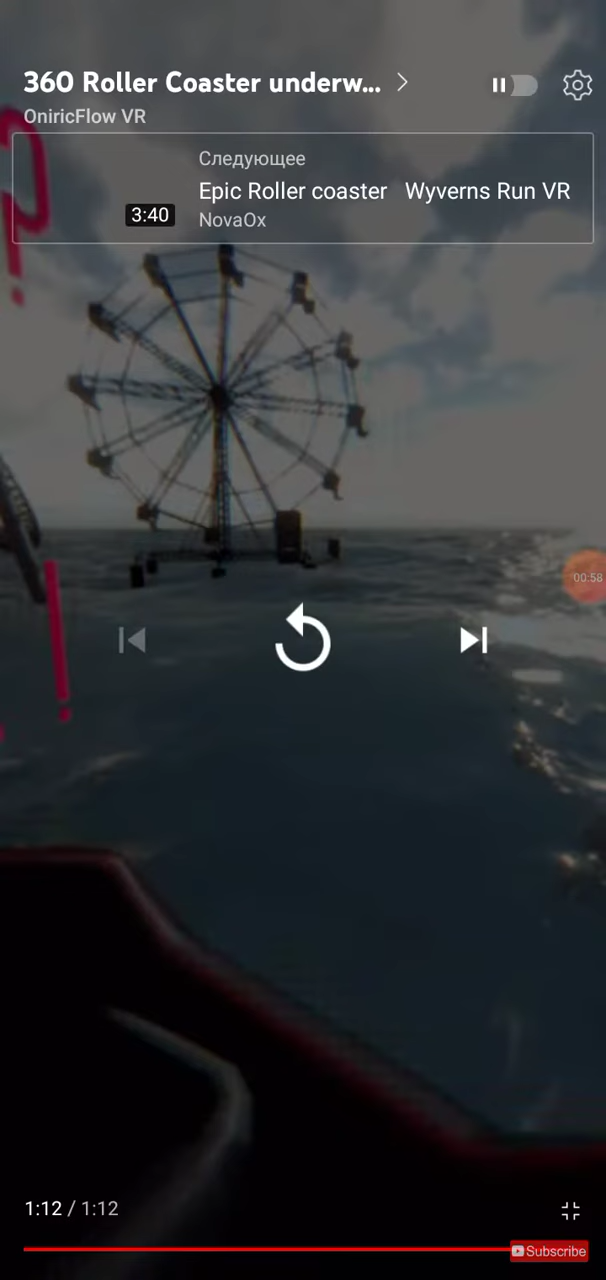 360 Roller Coaster underw...
OniricFlow VR
Следующее
Epic Roller coaster Wyverns Run VR
3:40
NovaOx
00:58
1:12 / 1:12
Subscribe